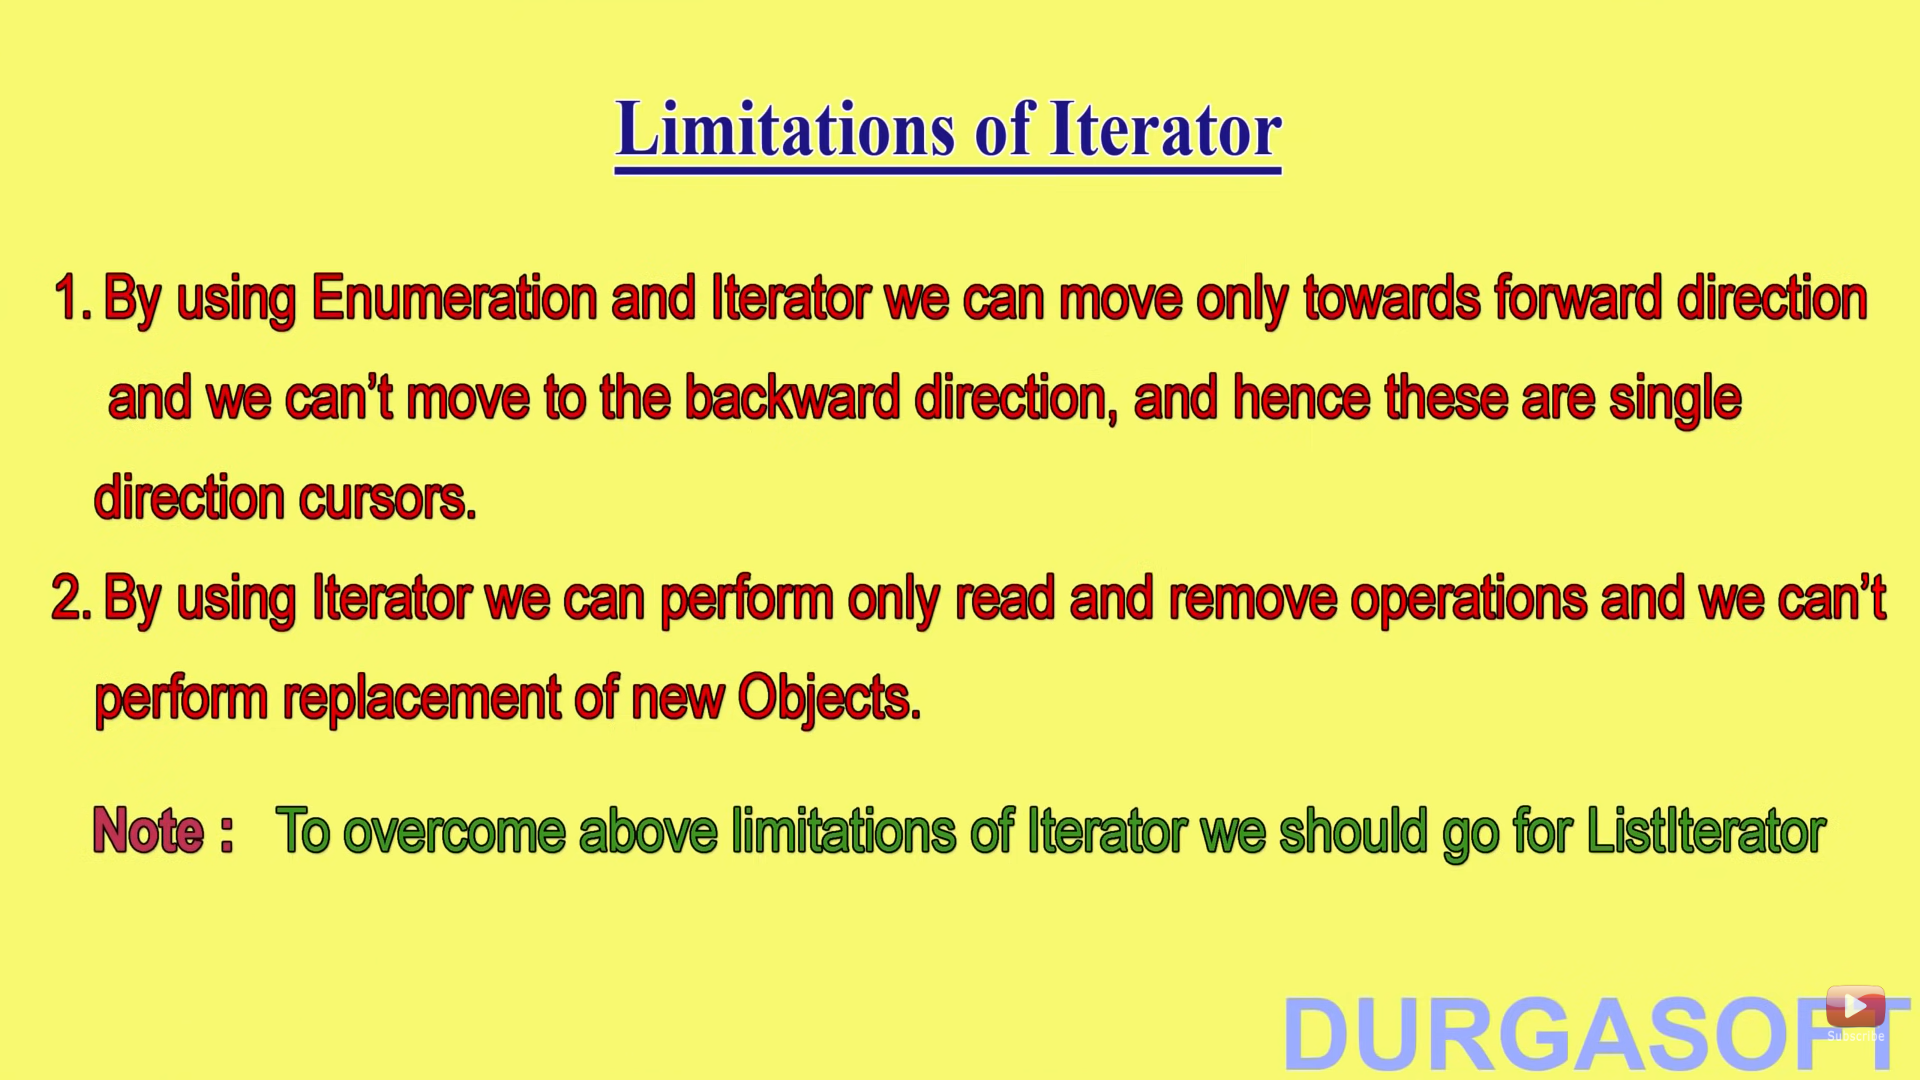 Limitations of Iterator
1. By using Enumeration and Iterator we can move only towards forward direction
and we can’t move to the backward direction, and hence these are single
direction cursors.
2. By using Iterator we can perform only read and remove operations and we can’t
perform replacement of new Objects.
Note : To overcome above limitations of Iterator we should go for ListIterator
DURGASOFT
Subscribe